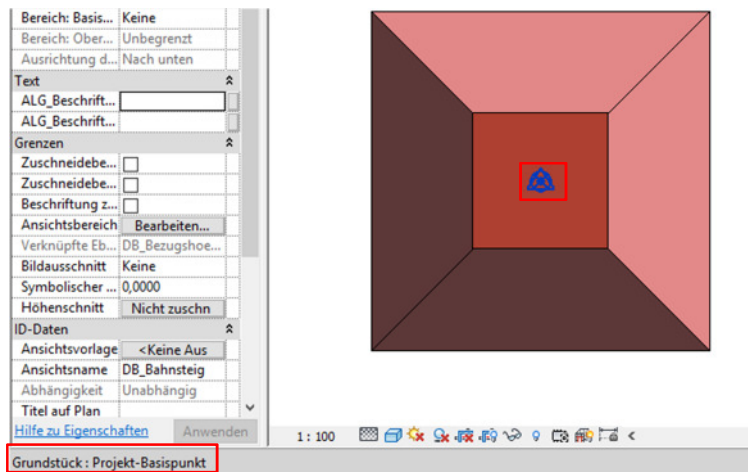 Bereich: Basis... Keine
Bereich: Ober... Unbegrenzt
Ausrichtung d... Nach unten
Text
ALG_Beschrift...
ALG_Beschrift...
Grenzen
Zuschneidebe...
Zuschneidebe...
Beschriftung z...
Ansichtsbereich Bearbeiten...
Verknüpfte Eb... DB_Bezugshoe...
Bildausschnitt Keine
Symbolischer ... 0,0000
Höhenschnitt Nicht zuschn
ID-Daten
Ansichtsvorlage <Keine Aus
Ansichtsname DB_Bahnsteig
Abhängigkeit Unabhängig
Titel auf Plan
Hilfe zu Eigenschaften Anwenden
1 : 100
Grundstück : Projekt-Basispunkt